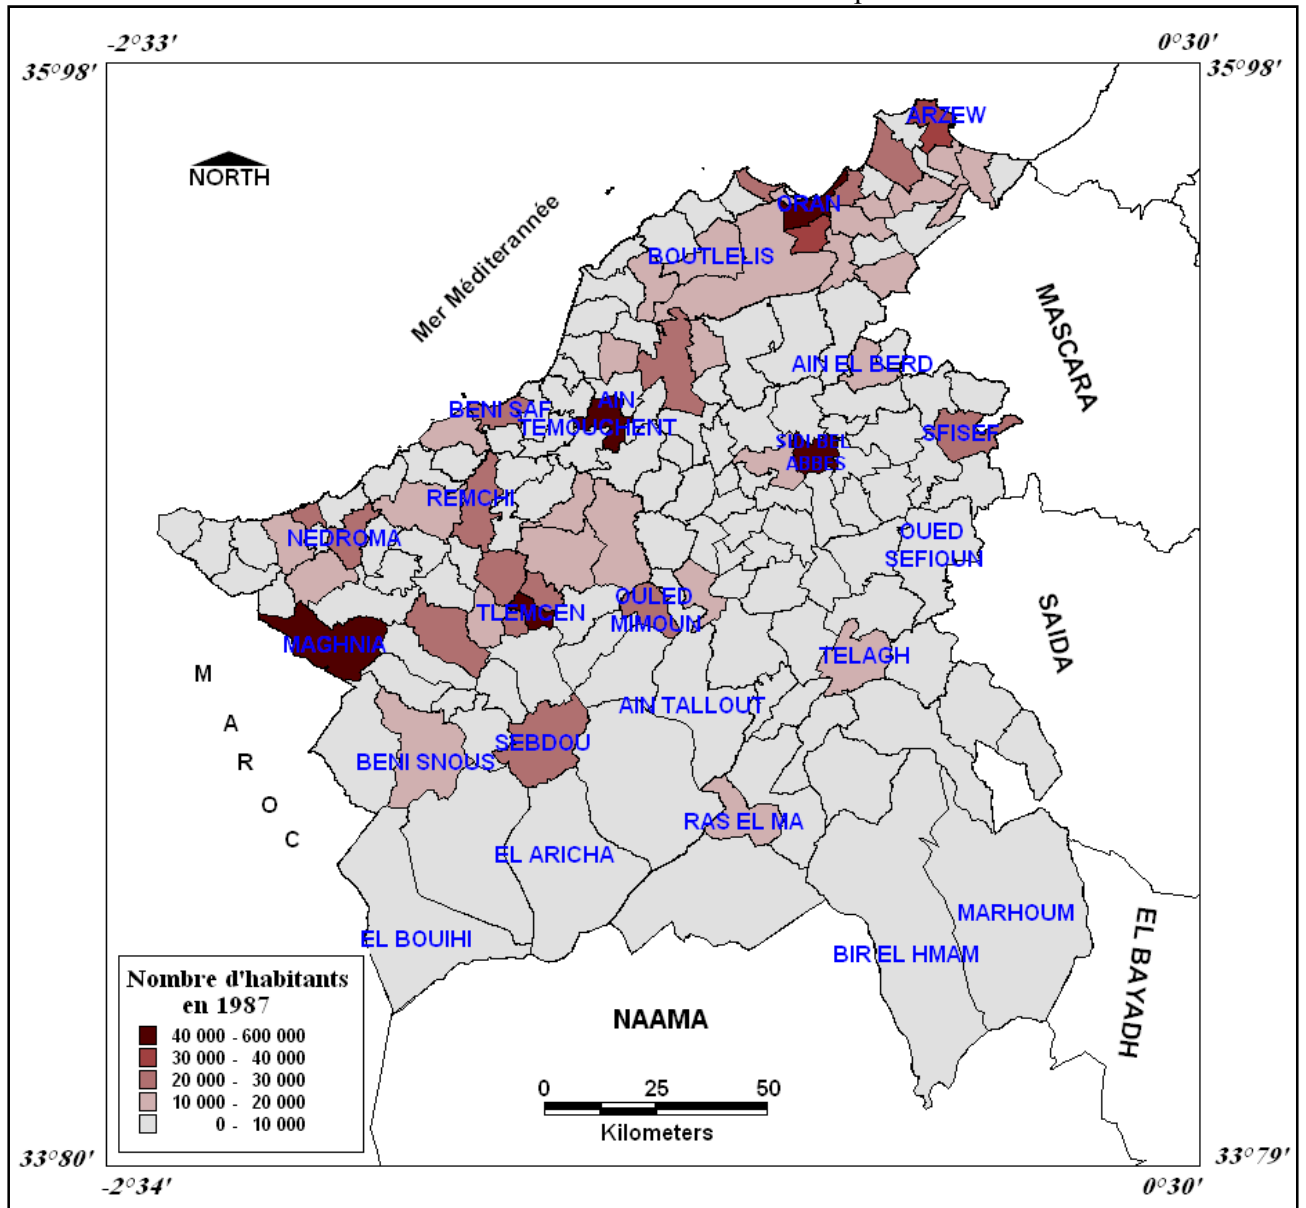 -2°33'
0°30'
35°98'
35°98'
ARZEW
NORTH
ORAN
BOUTLELIS
Mer Méditerannée
MASCARA
AIN EL BERD
BENI SAF
AIN
TEMOUCHENT
SFISEF
SIDI BEL
ABBES
REMCHI
NEDROMA
OUED
SEFIOUN
OULED
MIMOUN
TLEMCEN
SAIDA
MAGHNIA
TELAGH
M
A
R
O
C
AIN TALLOUT
SEBDOU
BENI SNOUS
RAS EL MA
EL ARICHA
MARHOUM
EL BOUIHI
BIR EL HMAM
EL BAYADH
NAAMA
Nombre d'habitants
en 1987
40 000 - 600 000
30 000 - 40 000
20 000 - 30 000
10 000 - 20 000
0 - 10 000
0 25 50
Kilometers
33°80'
33°79'
-2°34'
0°30'